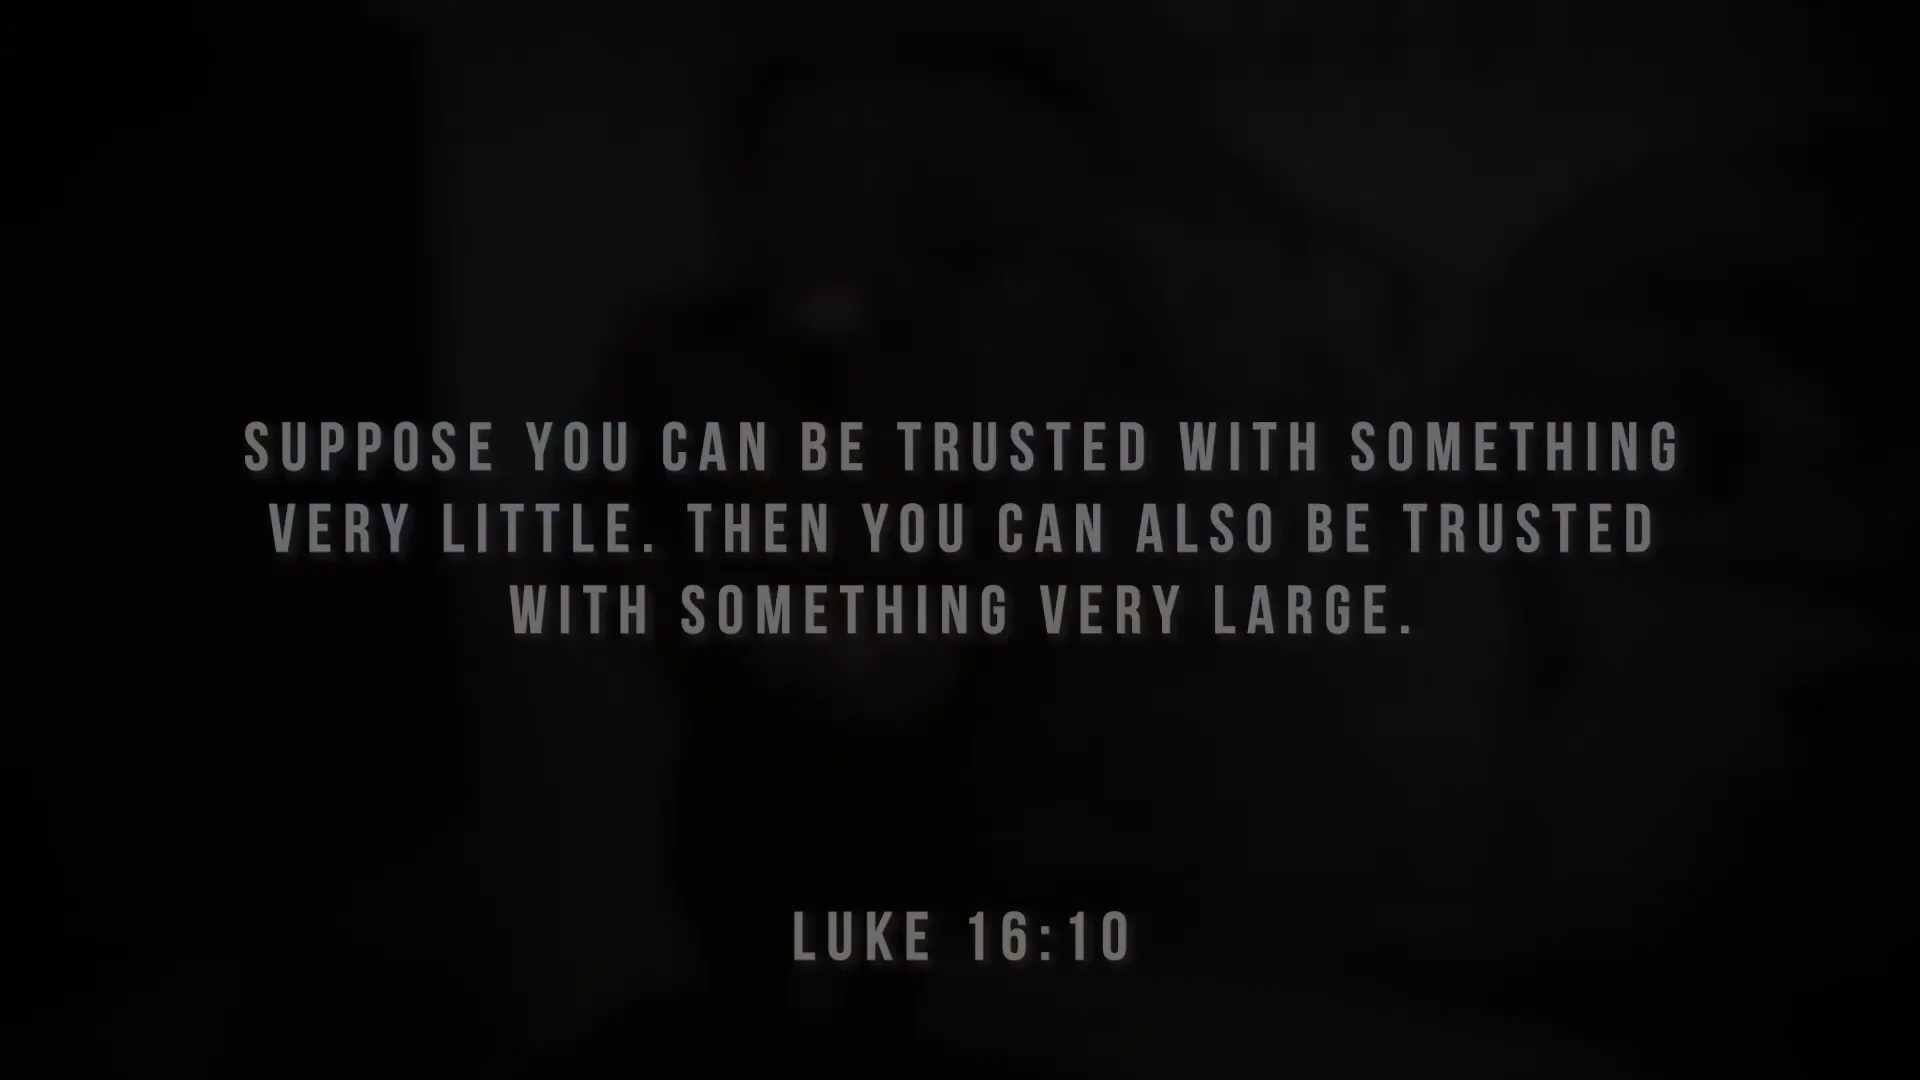 SUPPOSE YOU CAN BE TRUSTED WITH SOMETHING
VERY LITTLE. THEN YOU CAN ALSO BE TRUSTED
WITH SOMETHING VERY LARGE.
LUKE 16:10